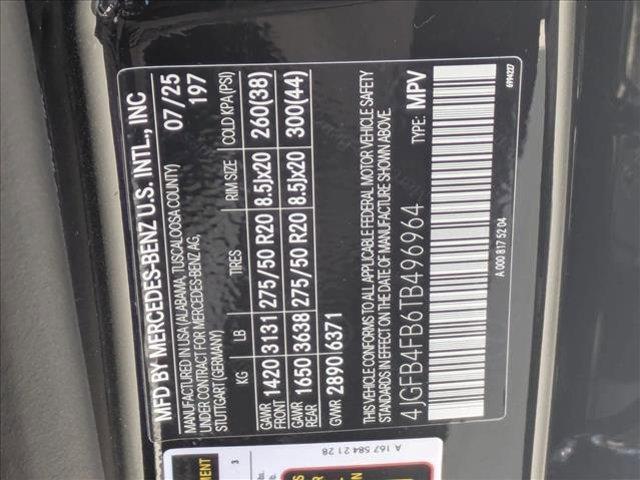 MFD BY MERCEDES-BENZ U.S. INTL., INC
MANUFACTURED IN USA (ALABAMA, TUSCALOOSA COUNTY) 07/25
UNDER CONTRACT FOR MERCEDES-BENZ AG, 197
STUTTGART (GERMANY)
KG LB TIRES RIM SIZE COLD KPA (PSI)
GAWR FRONT 1420 3131 275/50 R20 8.5Jx20 260(38)
GAWR REAR 1650 3638 275/50 R20 8.5Jx20 300(44)
GVWR 2890 6371
THIS VEHICLE CONFORMS TO ALL APPLICABLE FEDERAL MOTOR VEHICLE SAFETY
STANDARDS IN EFFECT ON THE DATE OF MANUFACTURE SHOWN ABOVE.
4JGFB4FB6TB496964 TYPE: MPV
A 000 817 52 04
6994227
A 167 584 21 28
3